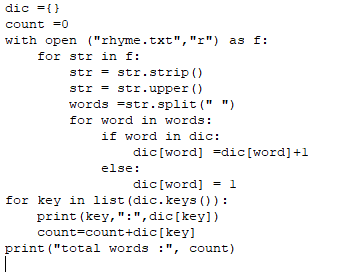 dic ={}
count =0
with open ("rhyme.txt","r") as f:
    for str in f:
        str = str.strip()
        str = str.upper()
        words =str.split(" ")
        for word in words:
            if word in dic:
                dic[word] =dic[word]+1
            else:
                dic[word] = 1
for key in list(dic.keys()):
    print(key,":",dic[key])
    count=count+dic[key]
print("total words :", count)